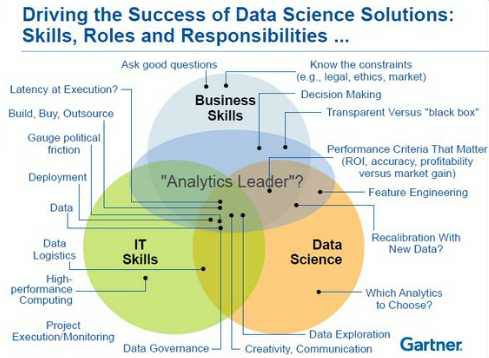 Driving the Success of Data Science Solutions:
Skills, Roles and Responsibilities ...
Ask good questions
Know the constraints
(e.g., legal, ethics, market)
Latency at Execution?
Business
Skills
Decision Making
Build, Buy, Outsource
Transparent Versus "black box"
Gauge political
friction
Performance Criteria That Matter
(ROI, accuracy, profitability
versus market gain)
Deployment
"Analytics Leader"?
Feature Engineering
Data
Recalibration With
New Data?
Data
Logistics
IT
Skills
Data
Science
High-
performance
Computing
Which Analytics
to Choose?
Project
Execution/Monitoring
Data Exploration
Data Governance
Creativity, Communication
Gartner.